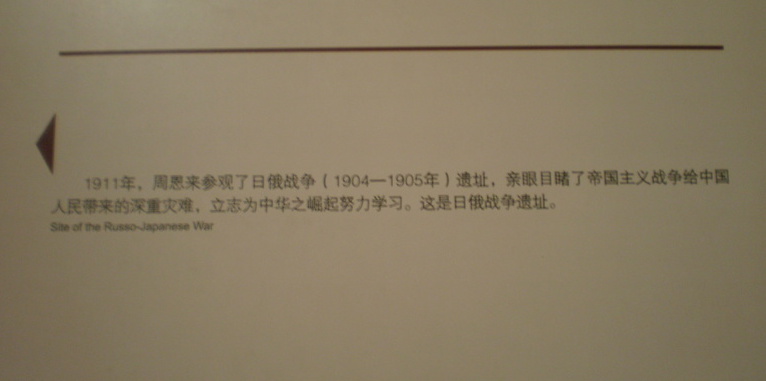 1911年，周恩来参观了日俄战争（1904—1905年）遗址，亲眼目睹了帝国主义战争给中国
人民带来的深重灾难，立志为中华之崛起努力学习。这是日俄战争遗址。
Site of the Russo-Japanese War